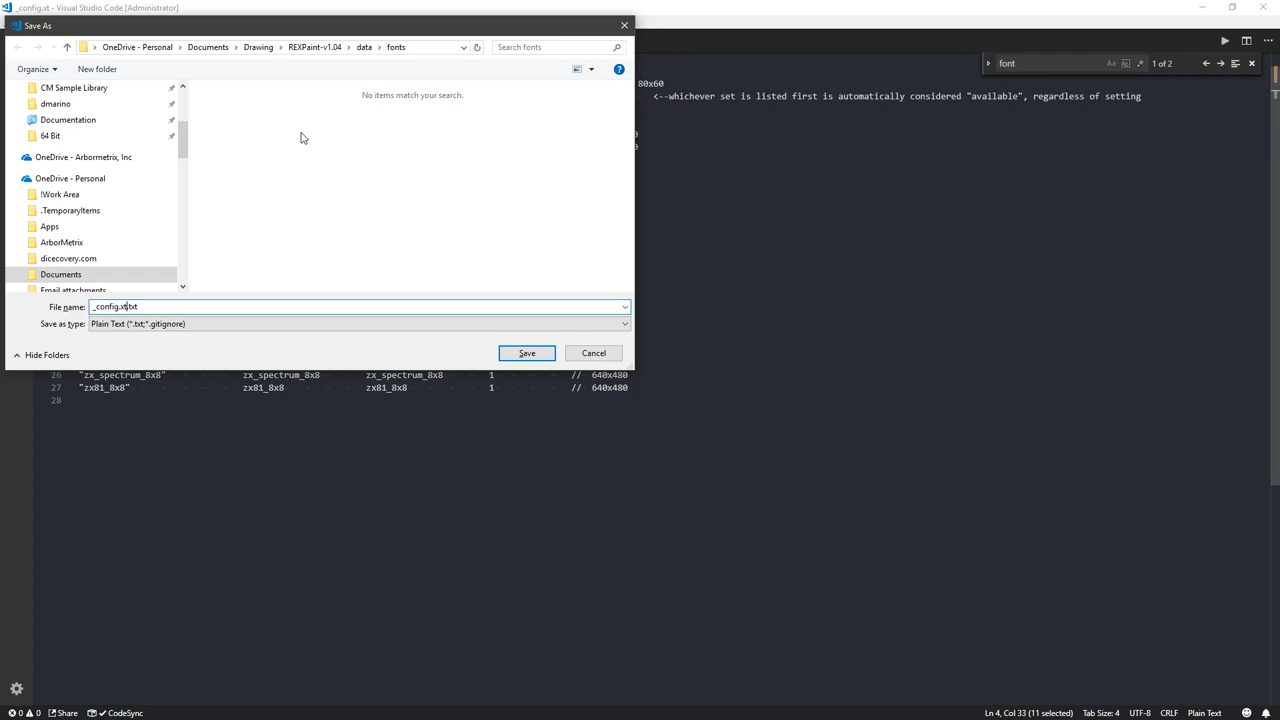 _config.xt - Visual Studio Code [Administrator]
Save As
OneDrive - Personal > Documents > Drawing > REXPaint-v1.04 > data > fonts
Search fonts
font
Aa
1 of 2
Organize
New folder
CM Sample Library
dmarino
Documentation
64 Bit
OneDrive - Arbormetrix, Inc
OneDrive - Personal
!Work Area
.TemporaryItems
Apps
ArborMetrix
dicecovery.com
Documents
Email attachments
No items match your search.
80x60
<--whichever set is listed first is automatically considered "available", regardless of setting
File name:
_config.xt.txt
Save as type:
Plain Text (*.txt;*.gitignore)
Hide Folders
Save
Cancel
26 "zx_spectrum_8x8" zx_spectrum_8x8 zx_spectrum_8x8 1 // 640x480
27 "zx81_8x8" zx81_8x8 zx81_8x8 1 // 640x480
28
0 0 Share CodeSync
Ln 4, Col 33 (11 selected) Tab Size: 4 UTF-8 CRLF Plain Text